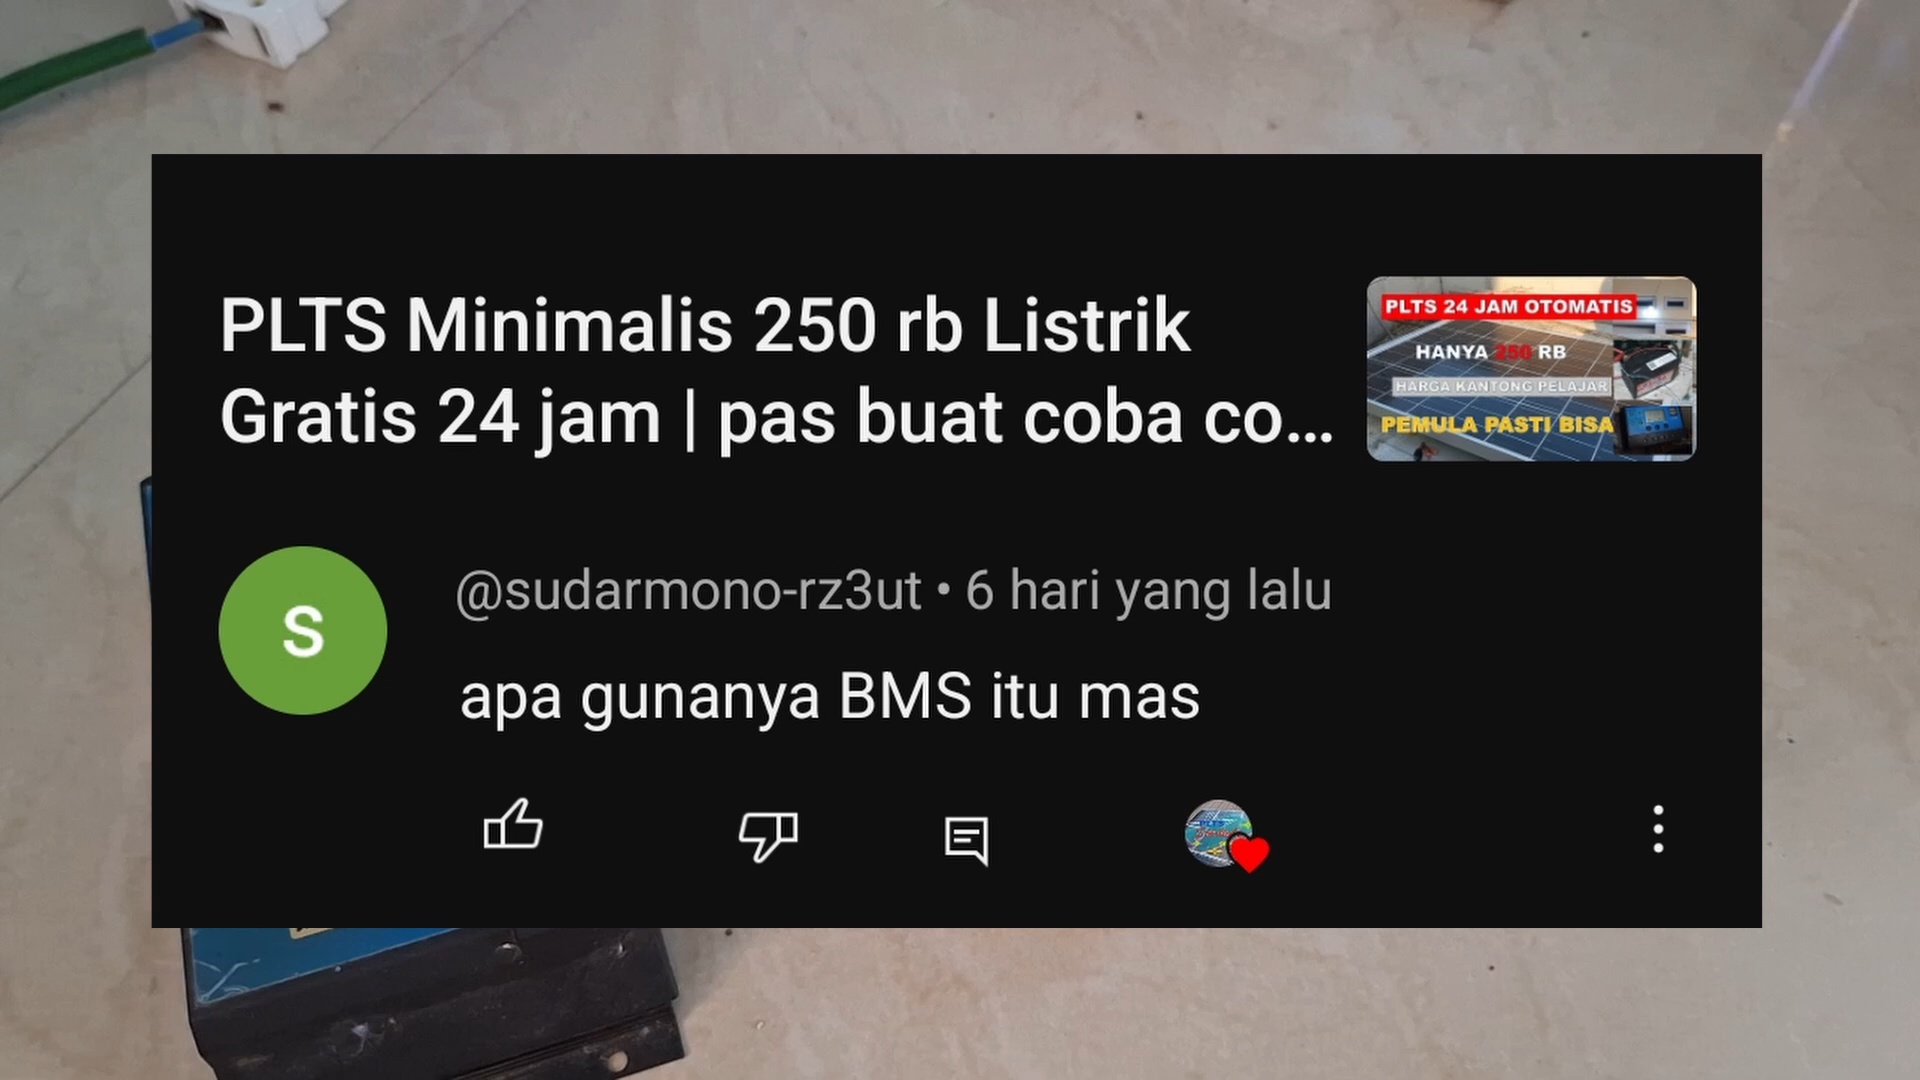 PLTS Minimalis 250 rb Listrik
Gratis 24 jam | pas buat coba co...
PLTS 24 JAM OTOMATIS
HANYA 250 RB
HARGA KANTONG PELAJAR
PEMULA PASTI BISA
S
@sudarmono-rz3ut • 6 hari yang lalu
apa gunanya BMS itu mas